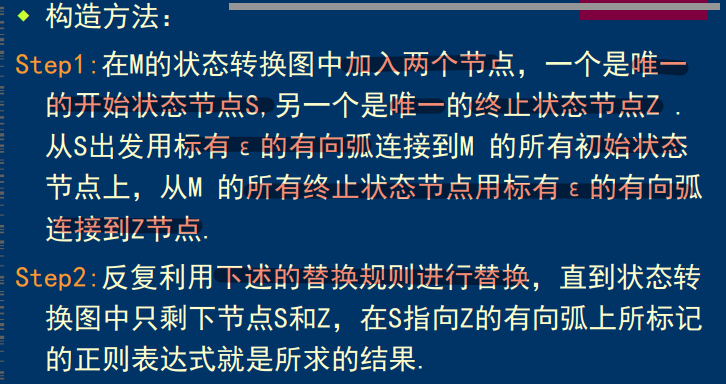 ◆ 构造方法：
Step1:在M的状态转换图中加入两个节点，一个是唯一
的开始状态节点S,另一个是唯一的终止状态节点Z .
从S出发用标有 ε 的有向弧连接到M 的所有初始状态
节点上，从M 的所有终止状态节点用标有 ε 的有向弧
连接到Z节点.
Step2:反复利用下述的替换规则进行替换，直到状态转
换图中只剩下节点S和Z，在S指向Z的有向弧上所标记
的正则表达式就是所求的结果.